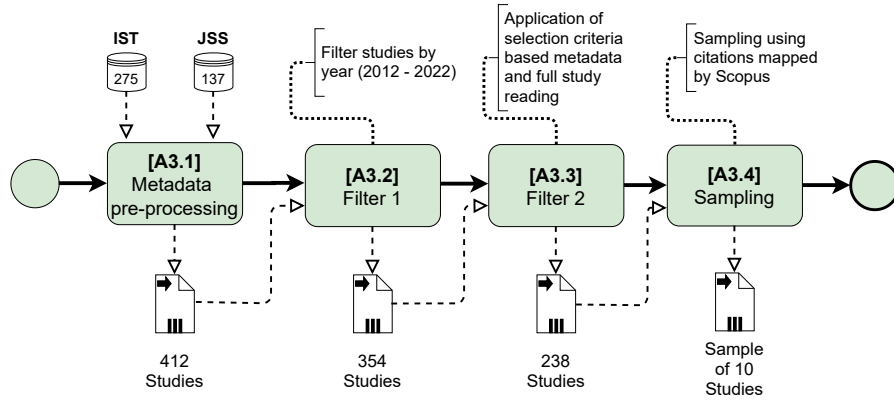 IST
275
JSS
137
Filter studies by
year (2012 - 2022)
Application of
selection criteria
based metadata
and full study
reading
Sampling using
citations mapped
by Scopus
[A3.1]
Metadada
pre-processing
[A3.2]
Filter 1
[A3.3]
Filter 2
[A3.4]
Sampling
412
Studies
354
Studies
238
Studies
Sample
of 10
Studies